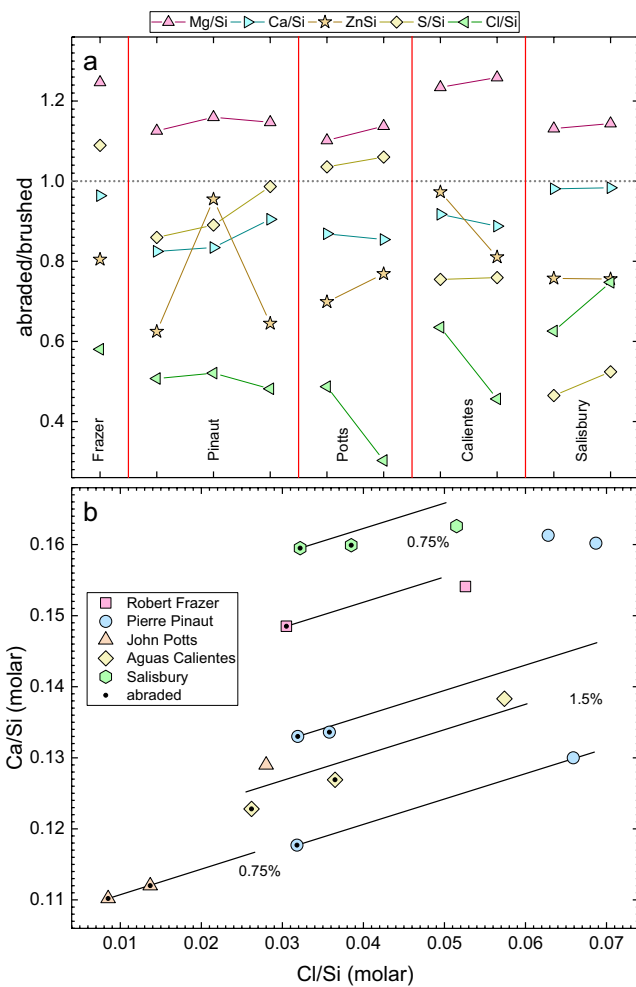 Mg/Si Ca/Si ZnSi S/Si Cl/Si
a
1.2
1.0
0.8
0.6
0.4
abraded/brushed
Frazer
Pinaut
Potts
Calientes
Salisbury
b
0.16
0.15
0.14
0.13
0.12
0.11
Ca/Si (molar)
0.75%
Robert Frazer
Pierre Pinaut
John Potts
Aguas Calientes
Salisbury
abraded
1.5%
0.75%
0.01 0.02 0.03 0.04 0.05 0.06 0.07
Cl/Si (molar)